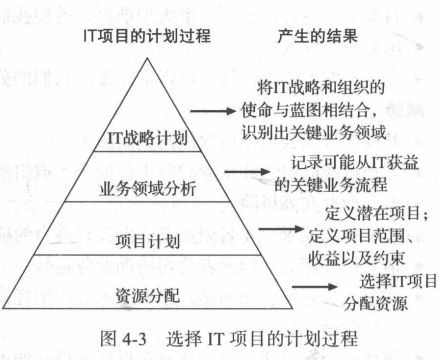 IT项目的计划过程
产生的结果
IT战略计划
将IT战略和组织的
使命与蓝图相结合，
识别出关键业务领域
业务领域分析
记录可能从IT获益
的关键业务流程
项目计划
定义潜在项目；
定义项目范围、
收益以及约束
资源分配
选择IT项目
分配资源
图 4-3 选择 IT 项目的计划过程